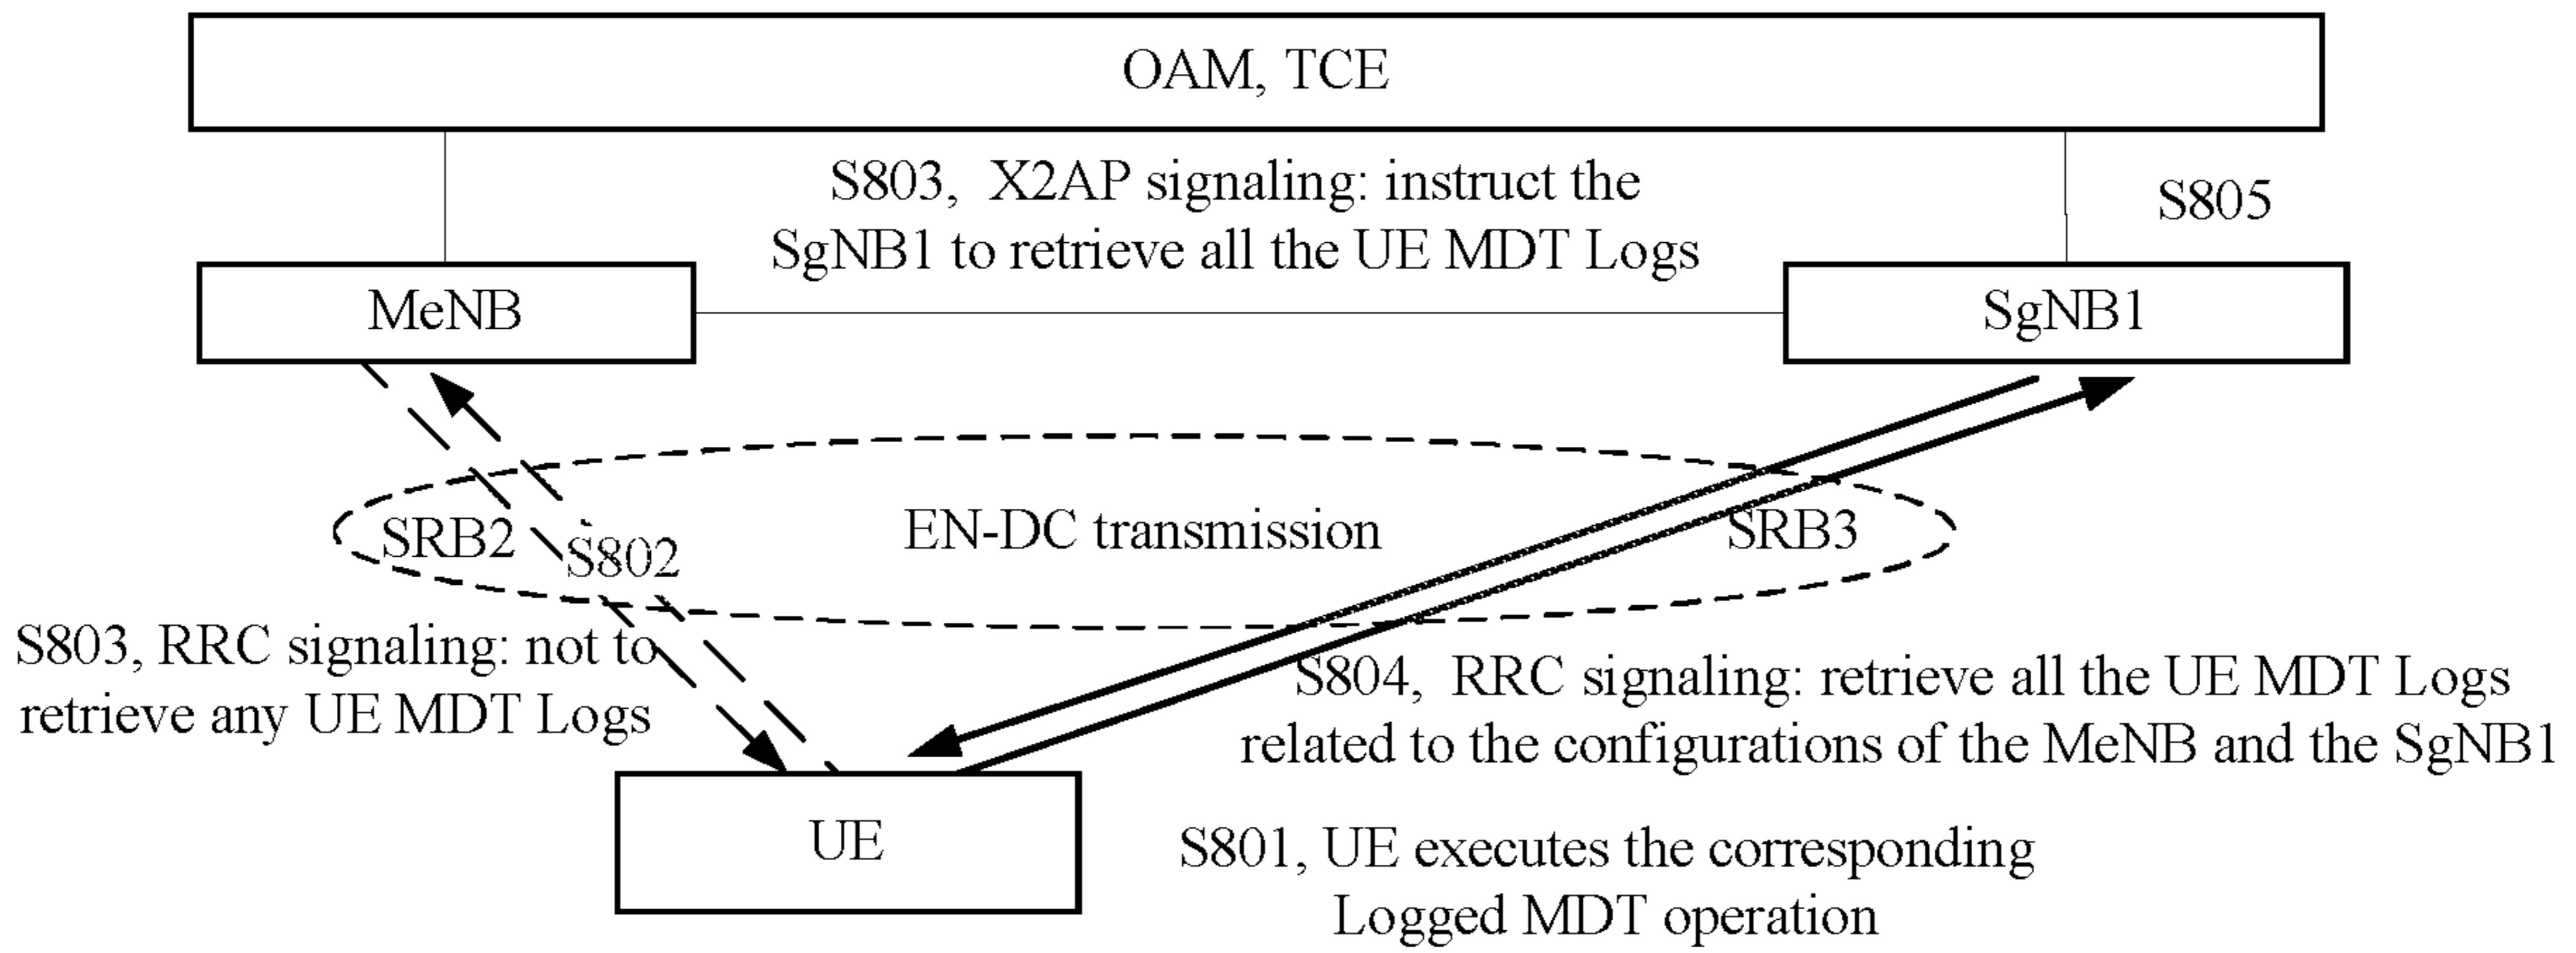 OAM, TCE
S803, X2AP signaling: instruct the
SgNB1 to retrieve all the UE MDT Logs
S805
MeNB
SgNB1
SRB2
S802
EN-DC transmission
SRB3
S803, RRC signaling: not to
retrieve any UE MDT Logs
S804, RRC signaling: retrieve all the UE MDT Logs
related to the configurations of the MeNB and the SgNB1
UE
S801, UE executes the corresponding
Logged MDT operation